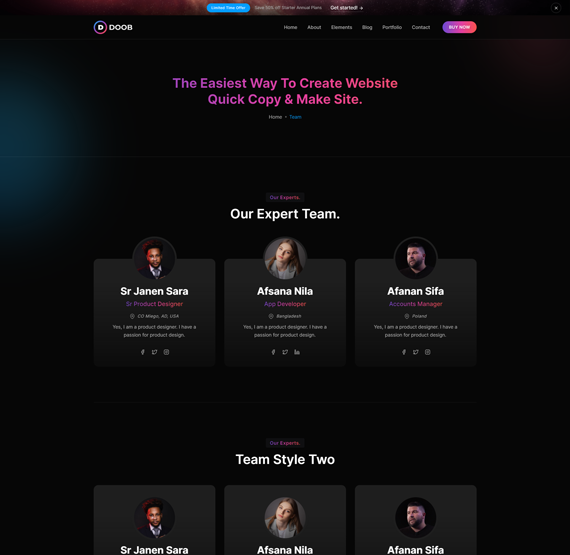 Limited Time Offer Save 50% off Starter Annual Plans Get started!
DOOB
Home About Elements Blog Portfolio Contact BUY NOW
The Easiest Way To Create Website
Quick Copy & Make Site.
Home • Team
Our Experts.
Our Expert Team.
Sr Janen Sara
Sr Product Designer
CO Miego, AD, USA
Yes, I am a product designer. I have a
passion for product design.
Afsana Nila
App Developer
Bangladesh
Yes, I am a product designer. I have a
passion for product design.
Afanan Sifa
Accounts Manager
Poland
Yes, I am a product designer. I have a
passion for product design.
Our Experts.
Team Style Two
Sr Janen Sara
Afsana Nila
Afanan Sifa